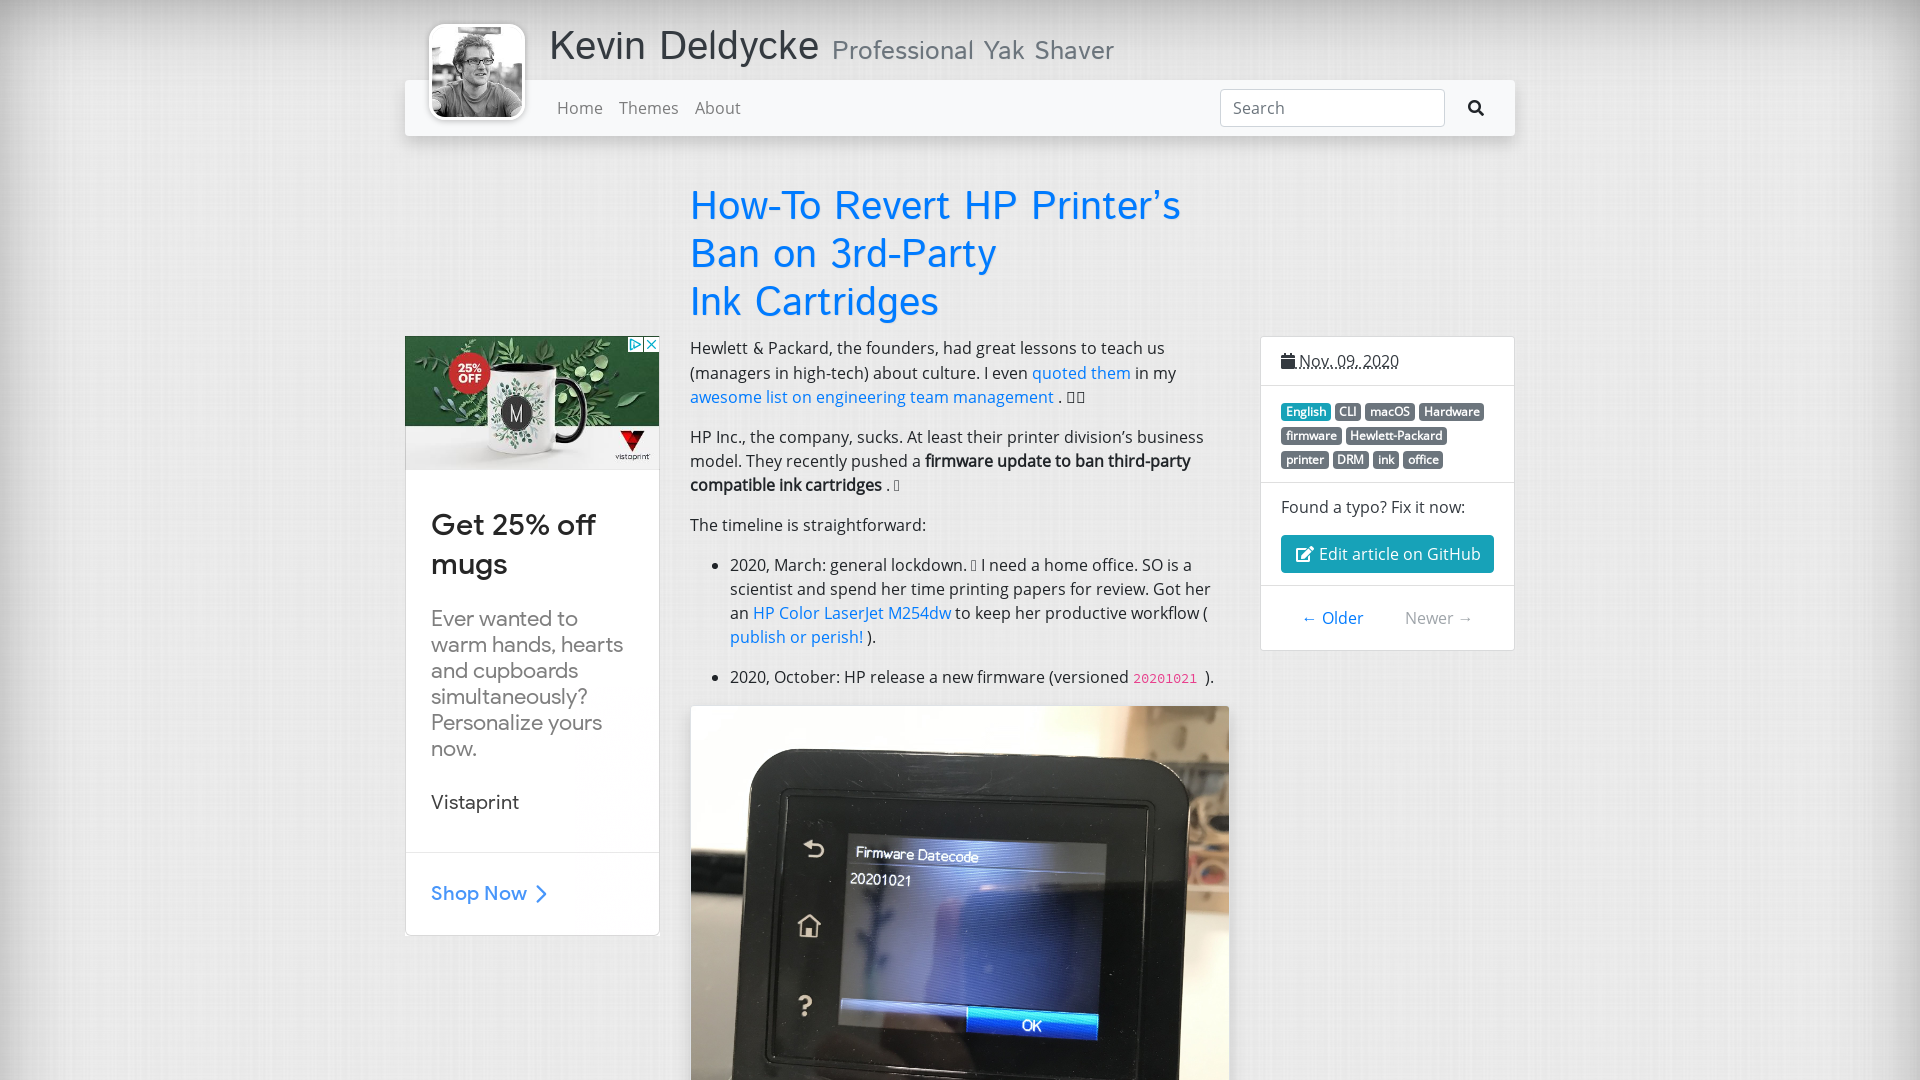 Kevin Deldycke Professional Yak Shaver
Home Themes About
Search
How-To Revert HP Printer’s
Ban on 3rd-Party
Ink Cartridges
Hewlett & Packard, the founders, had great lessons to teach us
(managers in high-tech) about culture. I even quoted them in my
awesome list on engineering team management .
HP Inc., the company, sucks. At least their printer division’s business
model. They recently pushed a firmware update to ban third-party
compatible ink cartridges .
The timeline is straightforward:
2020, March: general lockdown. I need a home office. SO is a
scientist and spend her time printing papers for review. Got her
an HP Color LaserJet M254dw to keep her productive workflow (
publish or perish! ).
2020, October: HP release a new firmware (versioned 20201021 ).
Firmware Datecode
20201021
OK
25%
OFF
M
vistaprint
Get 25% off
mugs
Ever wanted to
warm hands, hearts
and cupboards
simultaneously?
Personalize yours
now.
Vistaprint
Shop Now
Nov. 09, 2020
English CLI macOS Hardware
firmware Hewlett-Packard
printer DRM ink office
Found a typo? Fix it now:
Edit article on GitHub
← Older Newer →